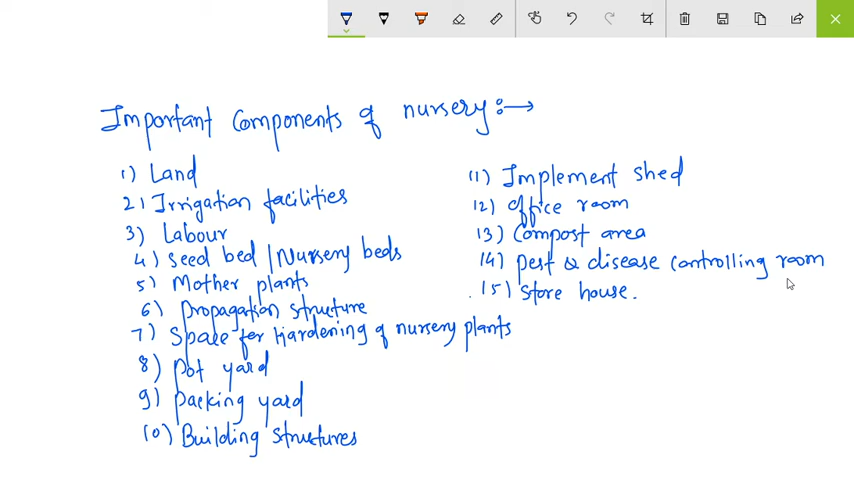 Important Components of nursery:→
1) Land
2) Irrigation facilities
3) Labour
4) Seed bed / Nursery beds
5) Mother plants
6) Propagation structure
7) Space for Hardening of nursery plants
8) Pot yard
9) Packing yard
10) Building structures
11) Implement shed
12) Office room
13) Compost area
14) Pest & disease controlling room
15) Store house.